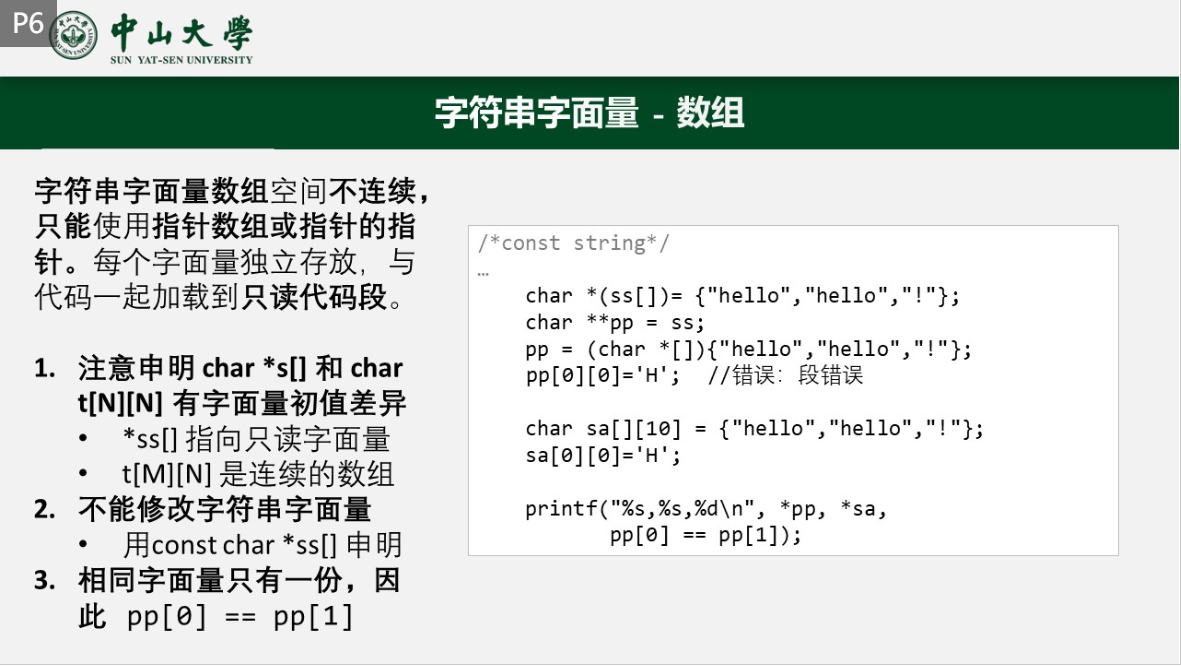 P6
中山大學
SUN YAT-SEN UNIVERSITY
字符串字面量 - 数组
字符串字面量数组空间不连续，
只能使用指针数组或指针的指
针。每个字面量独立存放，与
代码一起加载到只读代码段。
1. 注意申明 char *s[] 和 char
t[N][N] 有字面量初值差异
• *ss[] 指向只读字面量
• t[M][N] 是连续的数组
2. 不能修改字符串字面量
• 用const char *ss[] 申明
3. 相同字面量只有一份，因
此 pp[0] == pp[1]
/*const string*/
…
char *(ss[])= {"hello","hello","!"};
char **pp = ss;
pp = (char *[]){"hello","hello","!"};
pp[0][0]='H'; //错误：段错误
char sa[][10] = {"hello","hello","!"};
sa[0][0]='H';
printf("%s,%s,%d\n", *pp, *sa,
pp[0] == pp[1]);